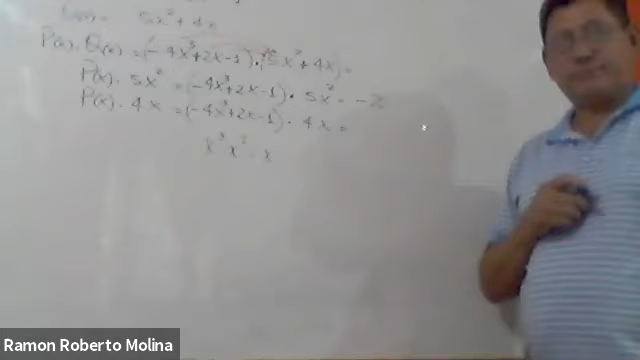 5x² + 4x
P(x). Q(x) = (-4x³+2x-1).(5x²+4x)=
P(x). 5x² = (-4x³+2x-1). 5x² = -2
P(x). 4x = (-4x³+2x-1). 4x =
x³ x² . x
Ramon Roberto Molina